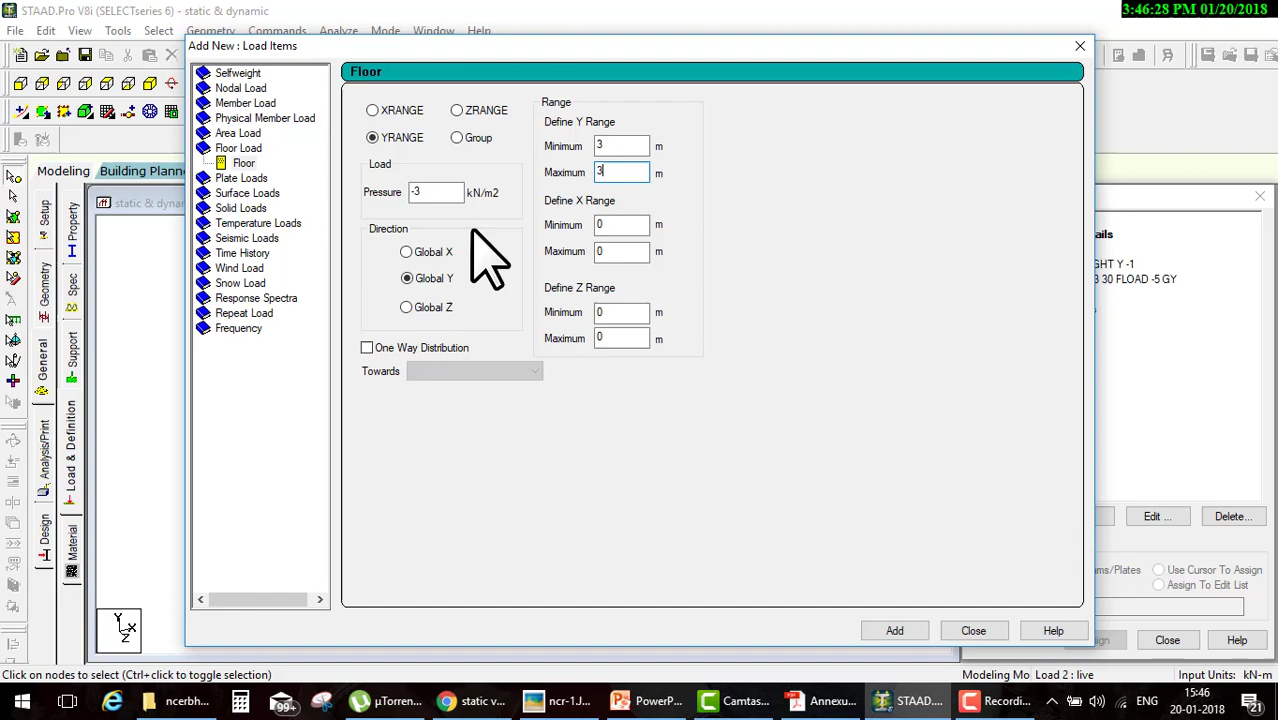 STAAD.Pro V8i (SELECTseries 6) - static & dynamic
3:46:28 PM 01/20/2018
File Edit View Tools Select Geometry Commands Analyze Mode Window Help
Add New : Load Items
Selfweight
Nodal Load
Member Load
Physical Member Load
Area Load
Floor Load
Floor
Plate Loads
Surface Loads
Solid Loads
Temperature Loads
Seismic Loads
Time History
Wind Load
Snow Load
Response Spectra
Repeat Load
Frequency
Floor
XRANGE ZRANGE
YRANGE Group
Load
Pressure -3 kN/m2
Direction
Global X
Global Y
Global Z
One Way Distribution
Towards
Range
Define Y Range
Minimum 3 m
Maximum 3 m
Define X Range
Minimum 0 m
Maximum 0 m
Define Z Range
Minimum 0 m
Maximum 0 m
Add Close Help
Modeling Building Planne
static & dyna
Setup
Geometry
General
Analysis/Print
Design
Property
Spec
Support
Load & Definition
Material
Y
X
Z
ails
GHT Y -1
3 30 FLOAD -5 GY
Edit ... Delete...
ms/Plates Use Cursor To Assign
Assign To Edit List
ign Close Help
Click on nodes to select (Ctrl+click to toggle selection)
Modeling Mo Load 2 : live Input Units: kN-m
ncerbh... 99+ µTorren... static v... ncr-1.J... PowerP... Camtas... Annexu... STAAD.... Recordi... ENG 15:46
20-01-2018 21